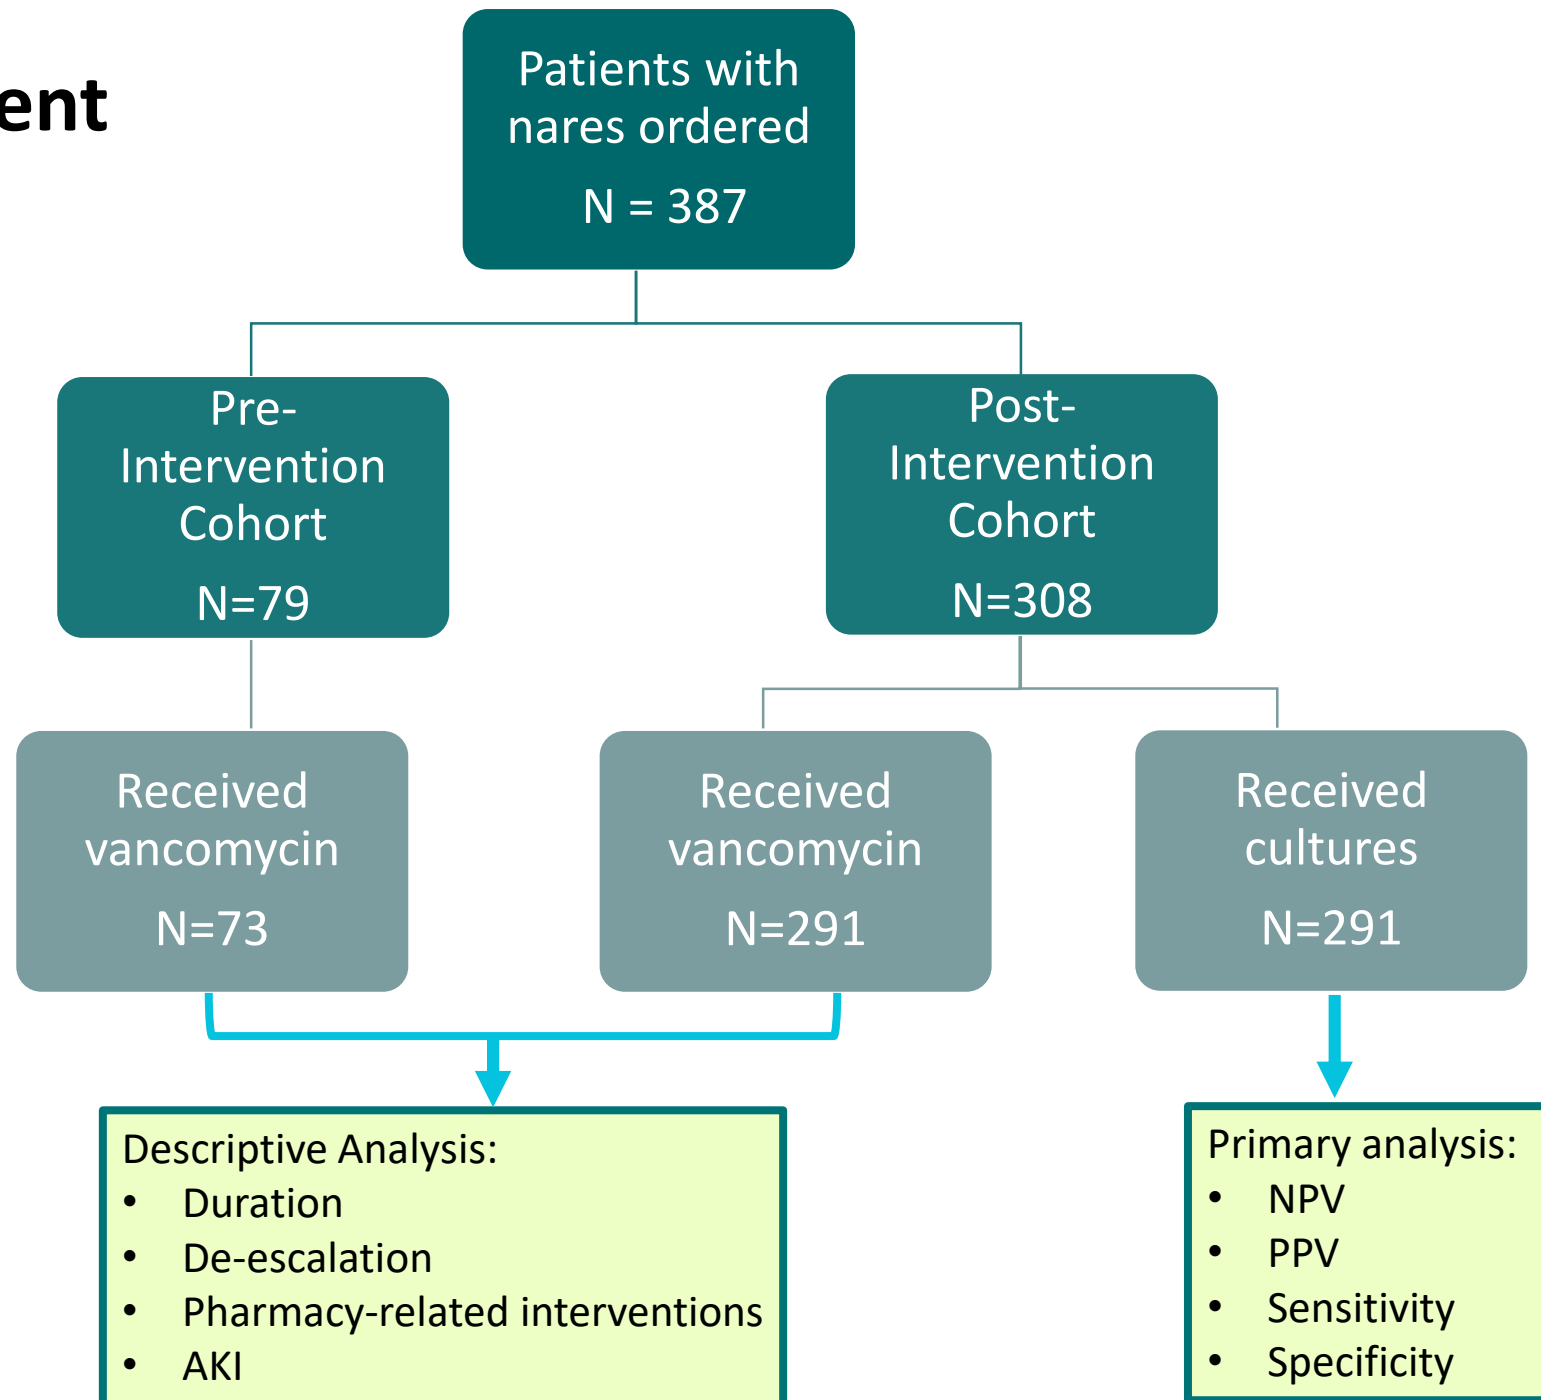 ent
Patients with
nares ordered
N = 387
Pre-
Intervention
Cohort
N=79
Post-
Intervention
Cohort
N=308
Received
vancomycin
N=73
Received
vancomycin
N=291
Received
cultures
N=291
Descriptive Analysis:
• Duration
• De-escalation
• Pharmacy-related interventions
• AKI
Primary analysis:
• NPV
• PPV
• Sensitivity
• Specificity